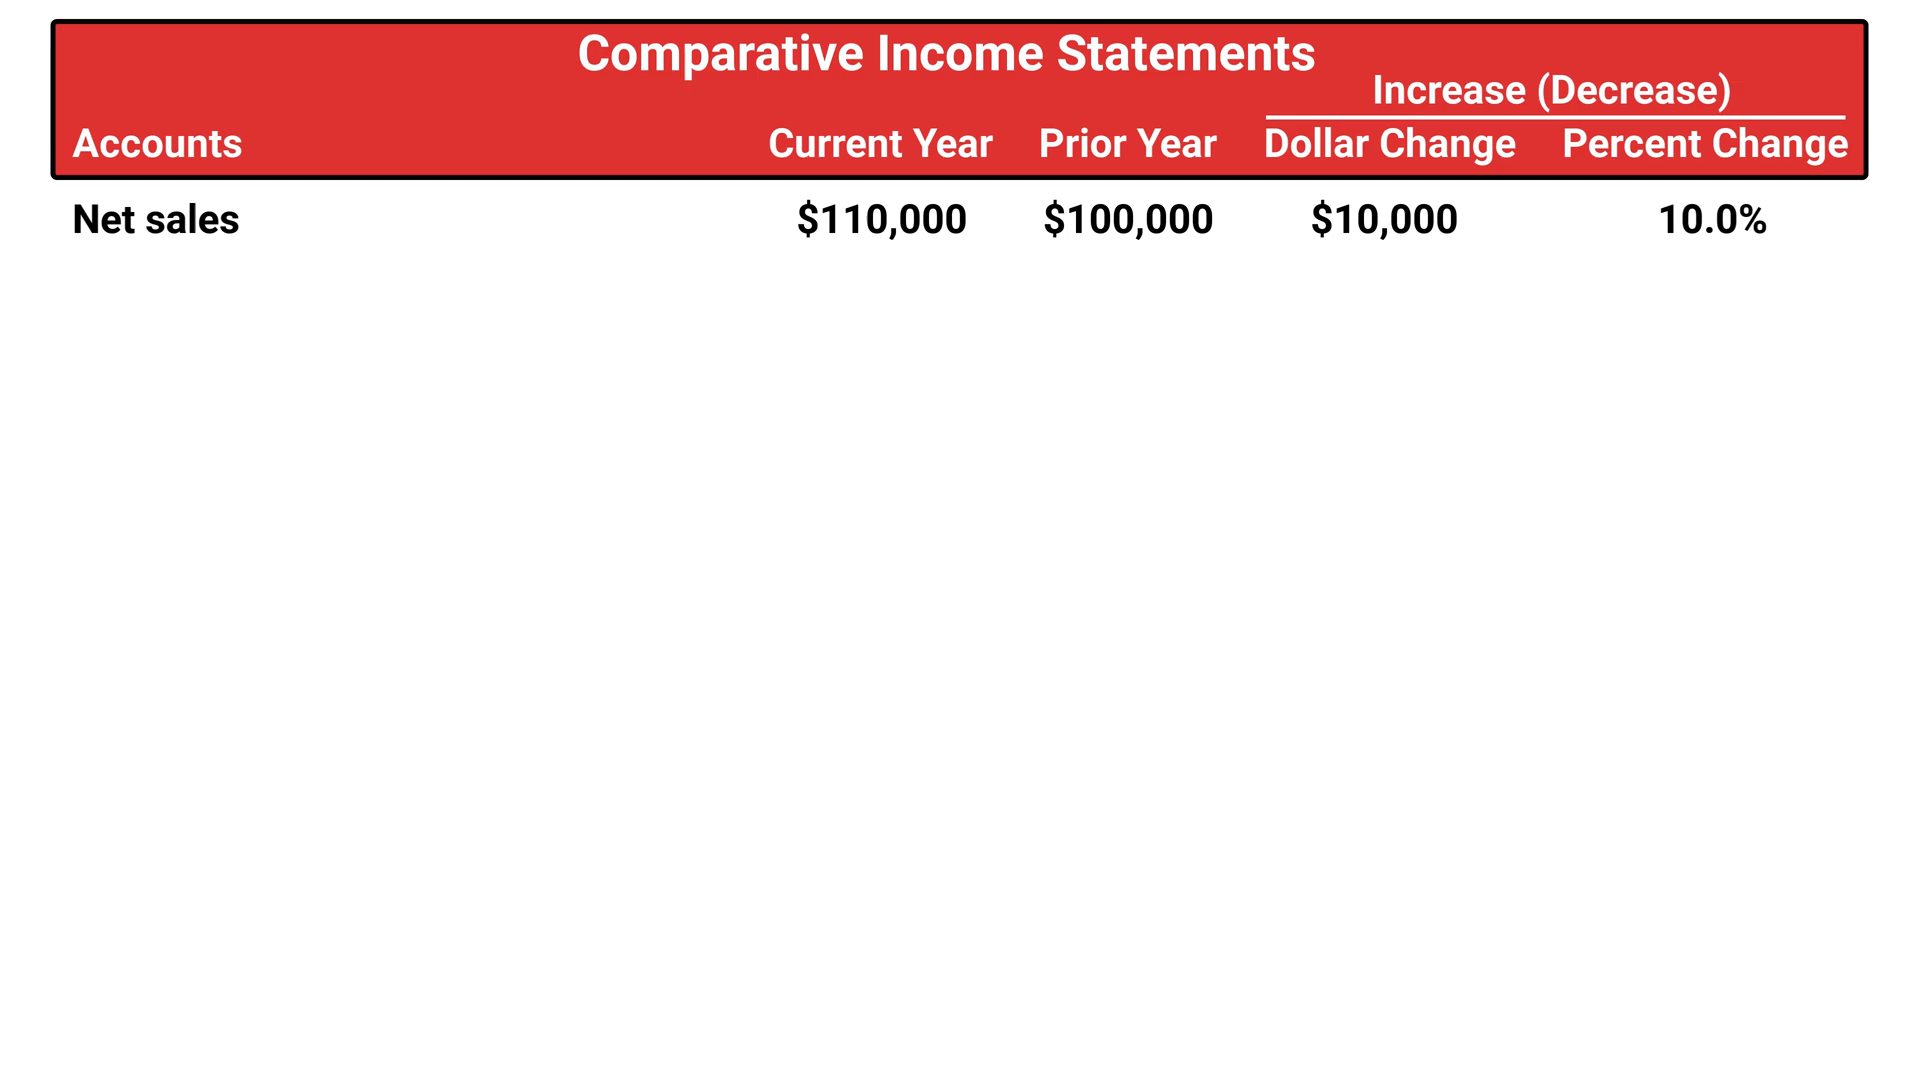 Comparative Income Statements
Increase (Decrease)
Accounts Current Year Prior Year Dollar Change Percent Change
Net sales $110,000 $100,000 $10,000 10.0%